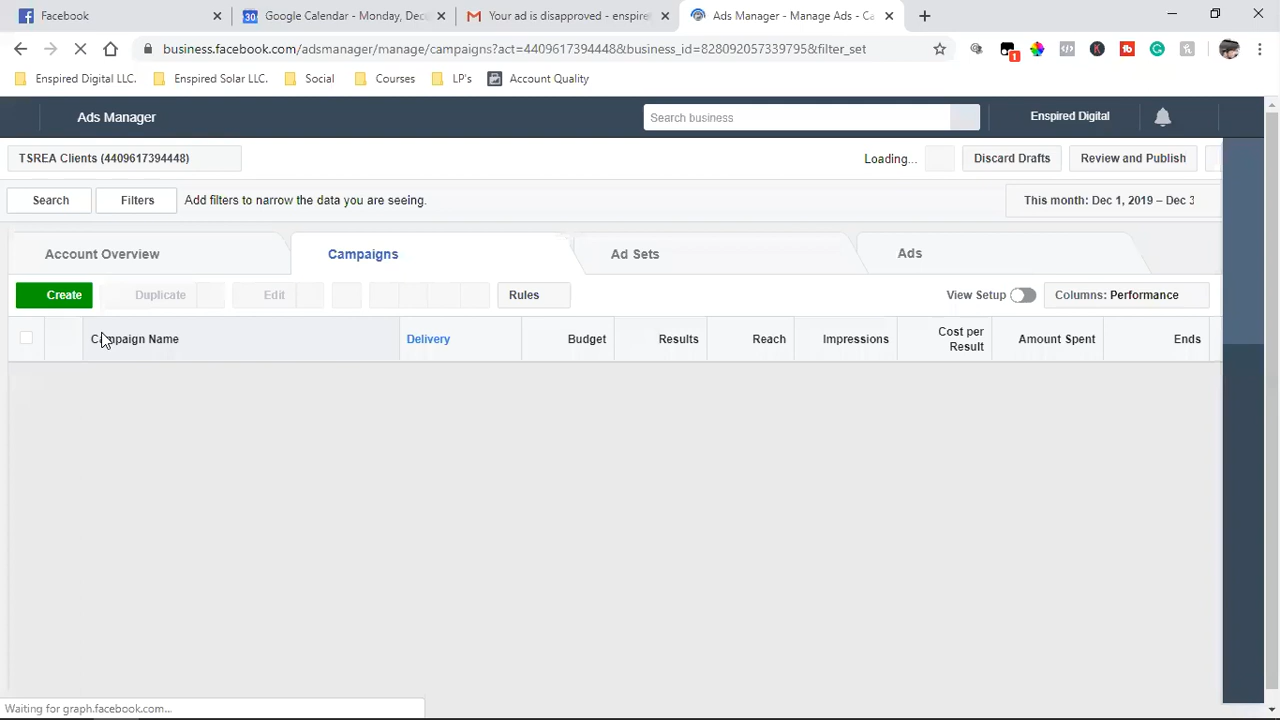 Facebook
Google Calendar - Monday, Dec
Your ad is disapproved - enspire
Ads Manager - Manage Ads - Ca
business.facebook.com/adsmanager/manage/campaigns?act=4409617394448&business_id=828092057339795&filter_set
Enspired Digital LLC.
Enspired Solar LLC.
Social
Courses
LP's
Account Quality
Ads Manager
Search business
Enspired Digital
TSREA Clients (4409617394448)
Loading...
Discard Drafts
Review and Publish
Search
Filters
Add filters to narrow the data you are seeing.
This month: Dec 1, 2019 – Dec 3
Account Overview
Campaigns
Ad Sets
Ads
Create
Duplicate
Edit
Rules
View Setup
Columns: Performance
Campaign Name
Delivery
Budget
Results
Reach
Impressions
Cost per
Result
Amount Spent
Ends
Waiting for graph.facebook.com...